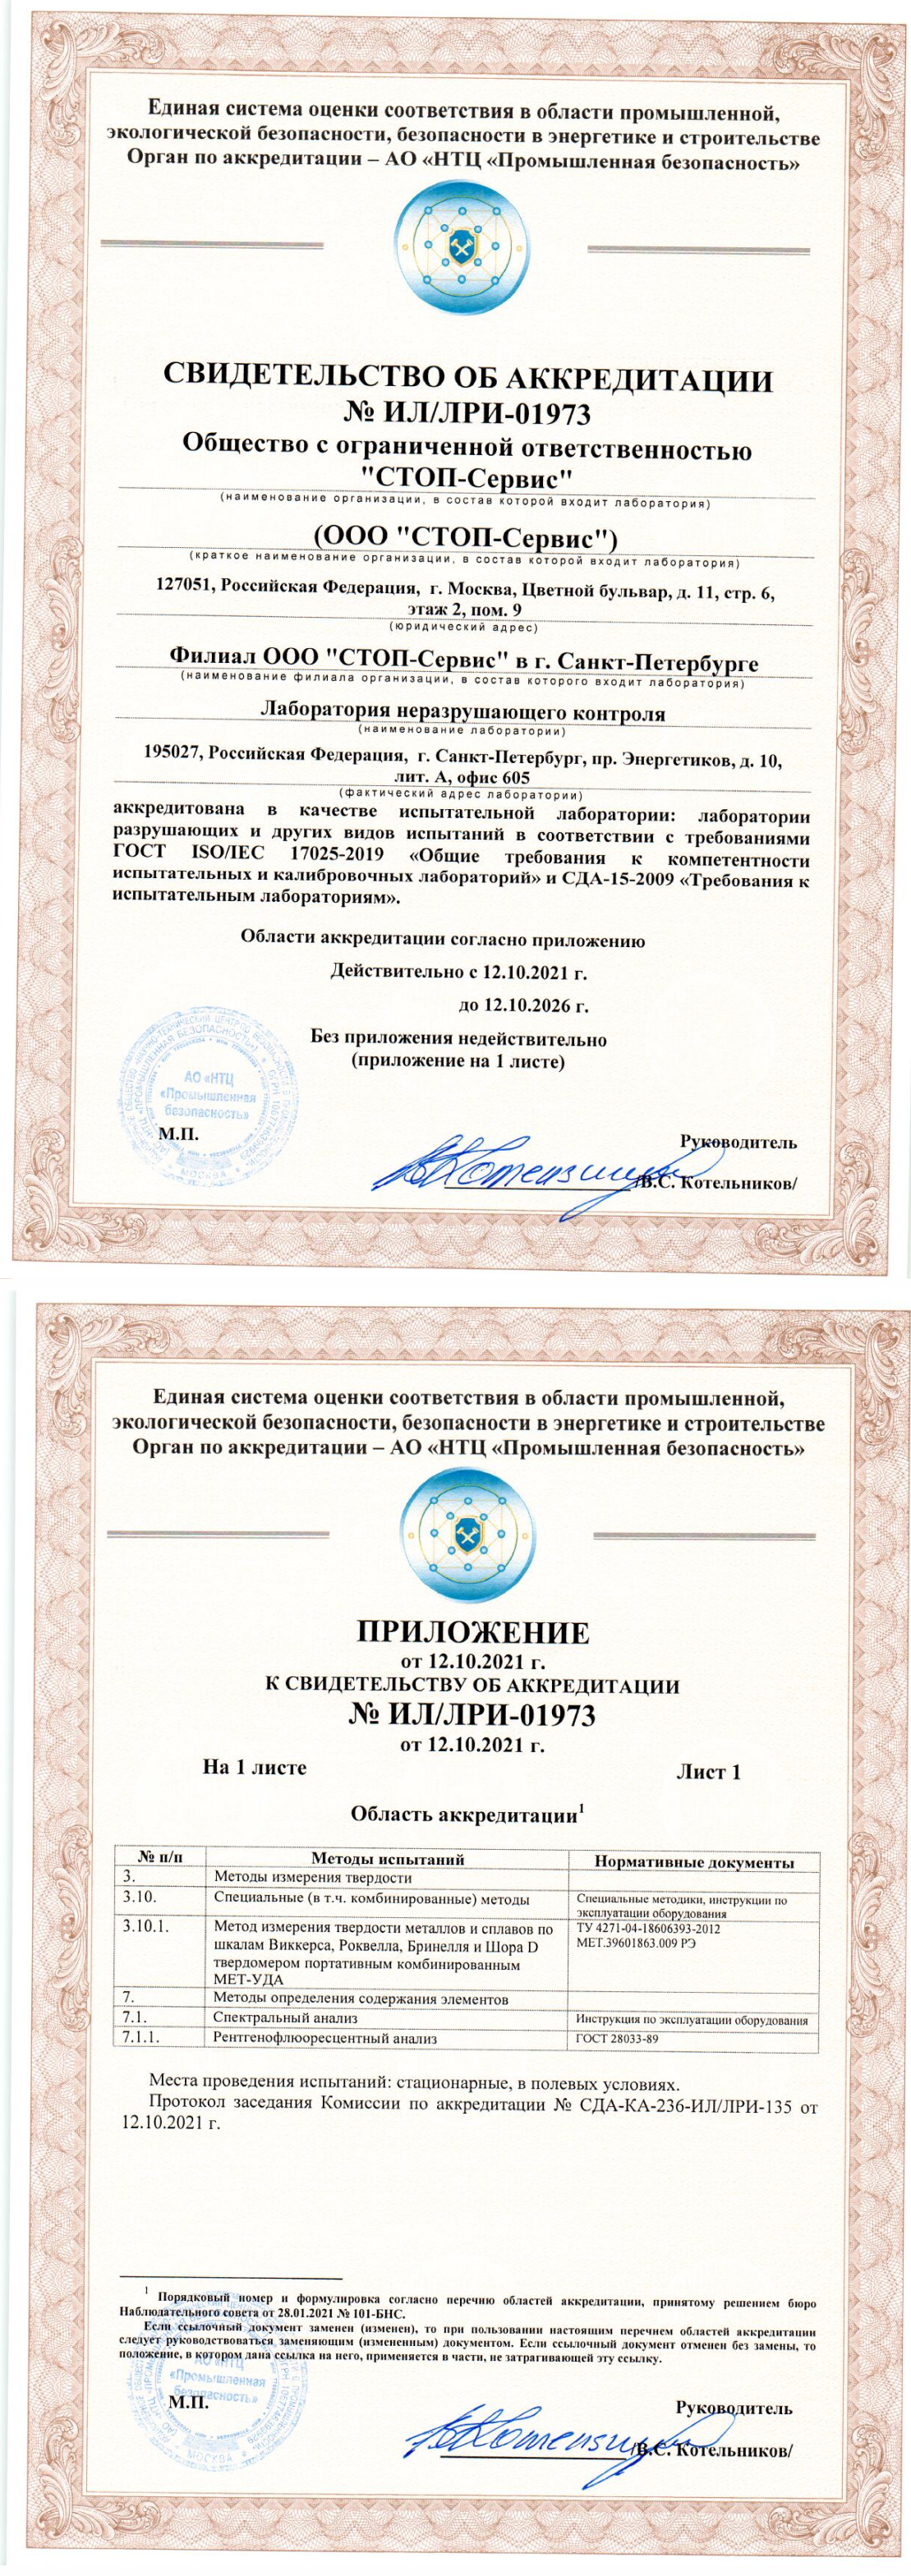 Единая система оценки соответствия в области промышленной,
экологической безопасности, безопасности в энергетике и строительстве
Орган по аккредитации – АО «НТЦ «Промышленная безопасность»
СВИДЕТЕЛЬСТВО ОБ АККРЕДИТАЦИИ
№ ИЛ/ЛРИ-01973
Общество с ограниченной ответственностью
"СТОП-Сервис"
(наименование организации, в состав которой входит лаборатория)
(ООО "СТОП-Сервис")
(краткое наименование организации, в состав которой входит лаборатория)
127051, Российская Федерация, г. Москва, Цветной бульвар, д. 11, стр. 6,
этаж 2, пом. 9
(юридический адрес)
Филиал ООО "СТОП-Сервис" в г. Санкт-Петербурге
(наименование филиала организации, в состав которого входит лаборатория)
Лаборатория неразрушающего контроля
(наименование лаборатории)
195027, Российская Федерация, г. Санкт-Петербург, пр. Энергетиков, д. 10,
лит. А, офис 605
(фактический адрес лаборатории)
аккредитована в качестве испытательной лаборатории: лаборатории
разрушающих и других видов испытаний в соответствии с требованиями
ГОСТ ISO/IEC 17025-2019 «Общие требования к компетентности
испытательных и калибровочных лабораторий» и СДА-15-2009 «Требования к
испытательным лабораториям».
Области аккредитации согласно приложению
Действительно с 12.10.2021 г.
до 12.10.2026 г.
Без приложения недействительно
(приложение на 1 листе)
АО «НТЦ
«Промышленная
безопасность»
МОСКВА
М.П.
Руководитель
/В.С. Котельников/
Единая система оценки соответствия в области промышленной,
экологической безопасности, безопасности в энергетике и строительстве
Орган по аккредитации – АО «НТЦ «Промышленная безопасность»
ПРИЛОЖЕНИЕ
от 12.10.2021 г.
К СВИДЕТЕЛЬСТВУ ОБ АККРЕДИТАЦИИ
№ ИЛ/ЛРИ-01973
от 12.10.2021 г.
На 1 листе Лист 1
Область аккредитации1
№ п/п Методы испытаний Нормативные документы
3. Методы измерения твердости
3.10. Специальные (в т.ч. комбинированные) методы Специальные методики, инструкции по
эксплуатации оборудования
3.10.1. Метод измерения твердости металлов и сплавов по ТУ 4271-04-18606393-2012
шкалам Виккерса, Роквелла, Бринелля и Шора D МЕТ.39601863.009 РЭ
твердомером портативным комбинированным
МЕТ-УДА
7. Методы определения содержания элементов
7.1. Спектральный анализ Инструкция по эксплуатации оборудования
7.1.1. Рентгенофлюоресцентный анализ ГОСТ 28033-89
Места проведения испытаний: стационарные, в полевых условиях.
Протокол заседания Комиссии по аккредитации № СДА-КА-236-ИЛ/ЛРИ-135 от
12.10.2021 г.
1 Порядковый номер и формулировка согласно перечню областей аккредитации, принятому решением бюро
Наблюдательного совета от 28.01.2021 № 101-БНС.
Если ссылочный документ заменен (изменен), то при пользовании настоящим перечнем областей аккредитации
следует руководствоваться заменяющим (измененным) документом. Если ссылочный документ отменен без замены, то
положение, в котором дана ссылка на него, применяется в части, не затрагивающей эту ссылку.
АО «НТЦ
«Промышленная
безопасность»
МОСКВА
М.П.
Руководитель
/В.С. Котельников/